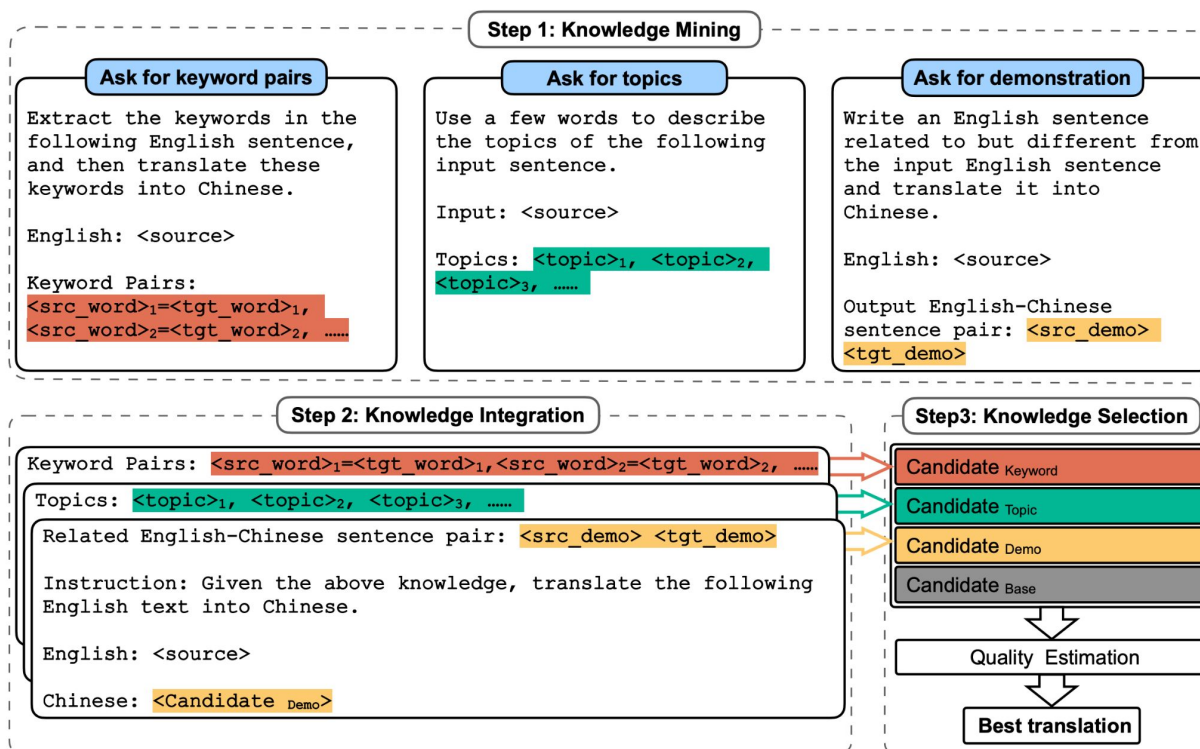 Step 1: Knowledge Mining
Ask for keyword pairs
Extract the keywords in the
following English sentence,
and then translate these
keywords into Chinese.
English: <source>
Keyword Pairs:
<src_word>₁=<tgt_word>₁,
<src_word>₂=<tgt_word>₂, ……
Ask for topics
Use a few words to describe
the topics of the following
input sentence.
Input: <source>
Topics: <topic>₁, <topic>₂,
<topic>₃, ……
Ask for demonstration
Write an English sentence
related to but different from
the input English sentence
and translate it into
Chinese.
English: <source>
Output English-Chinese
sentence pair: <src_demo>
<tgt_demo>
Step 2: Knowledge Integration
Keyword Pairs: <src_word>₁=<tgt_word>₁,<src_word>₂=<tgt_word>₂, ……
Topics: <topic>₁, <topic>₂, <topic>₃, ……
Related English-Chinese sentence pair: <src_demo> <tgt_demo>
Instruction: Given the above knowledge, translate the following
English text into Chinese.
English: <source>
Chinese: <Candidate Demo>
Step3: Knowledge Selection
Candidate Keyword
Candidate Topic
Candidate Demo
Candidate Base
Quality Estimation
Best translation